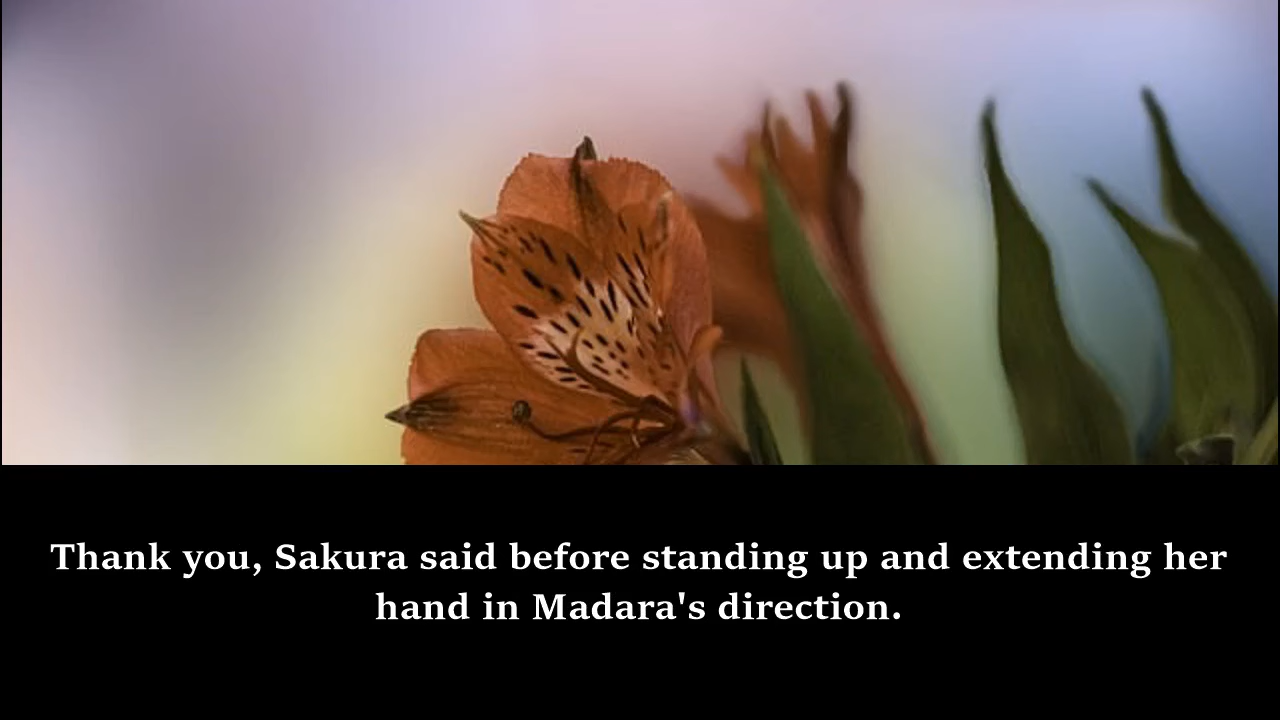 Thank you, Sakura said before standing up and extending her
hand in Madara's direction.